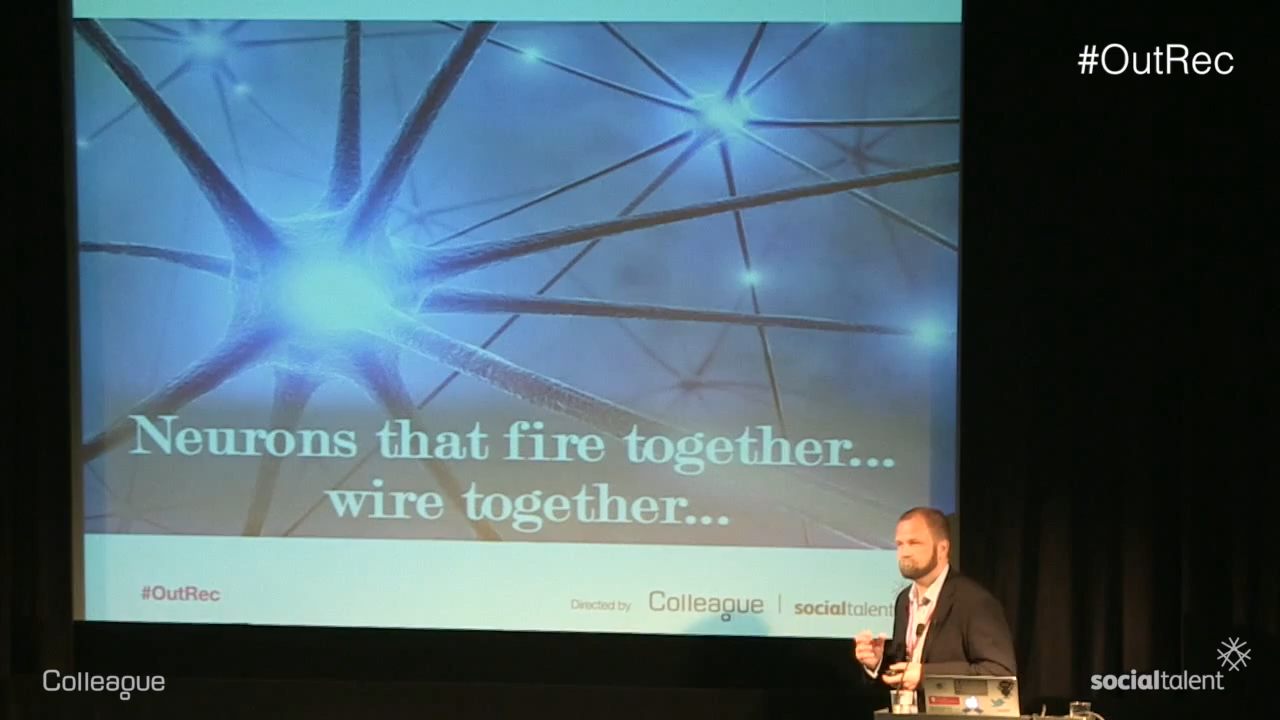 #OutRec
Neurons that fire together...
wire together...
#OutRec
Directed by Colleague | socialtalent
Colleague
socialtalent